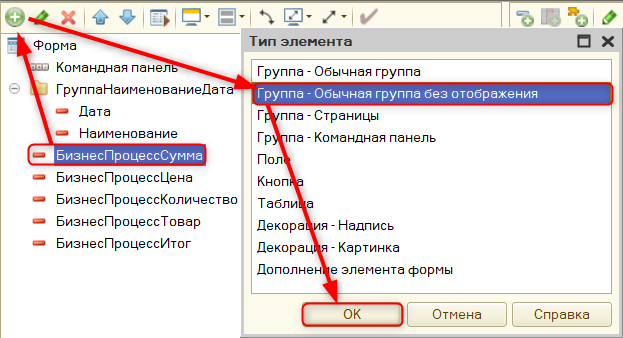 Форма
Командная панель
ГруппаНаименованиеДата
Дата
Наименование
БизнесПроцессСумма
БизнесПроцессЦена
БизнесПроцессКоличество
БизнесПроцессТовар
БизнесПроцессИтог
Тип элемента
Группа - Обычная группа
Группа - Обычная группа без отображения
Группа - Страницы
Группа - Командная панель
Поле
Кнопка
Таблица
Декорация - Надпись
Декорация - Картинка
Дополнение элемента формы
OK
Отмена
Справка